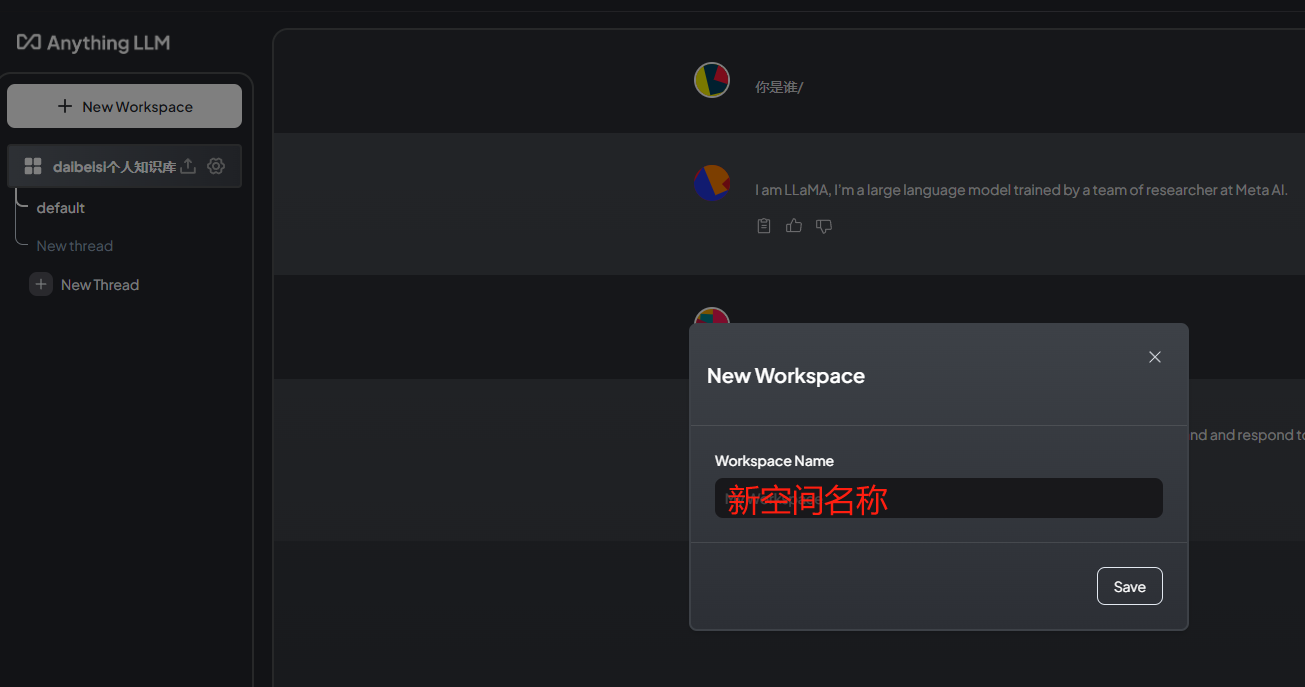 Anything LLM
New Workspace
daibeisi个人知识库
default
New thread
New Thread
你是谁/
I am LLaMA, I'm a large language model trained by a team of researcher at Meta AI.
nd and respond to
New Workspace
Workspace Name
新空间名称
Save